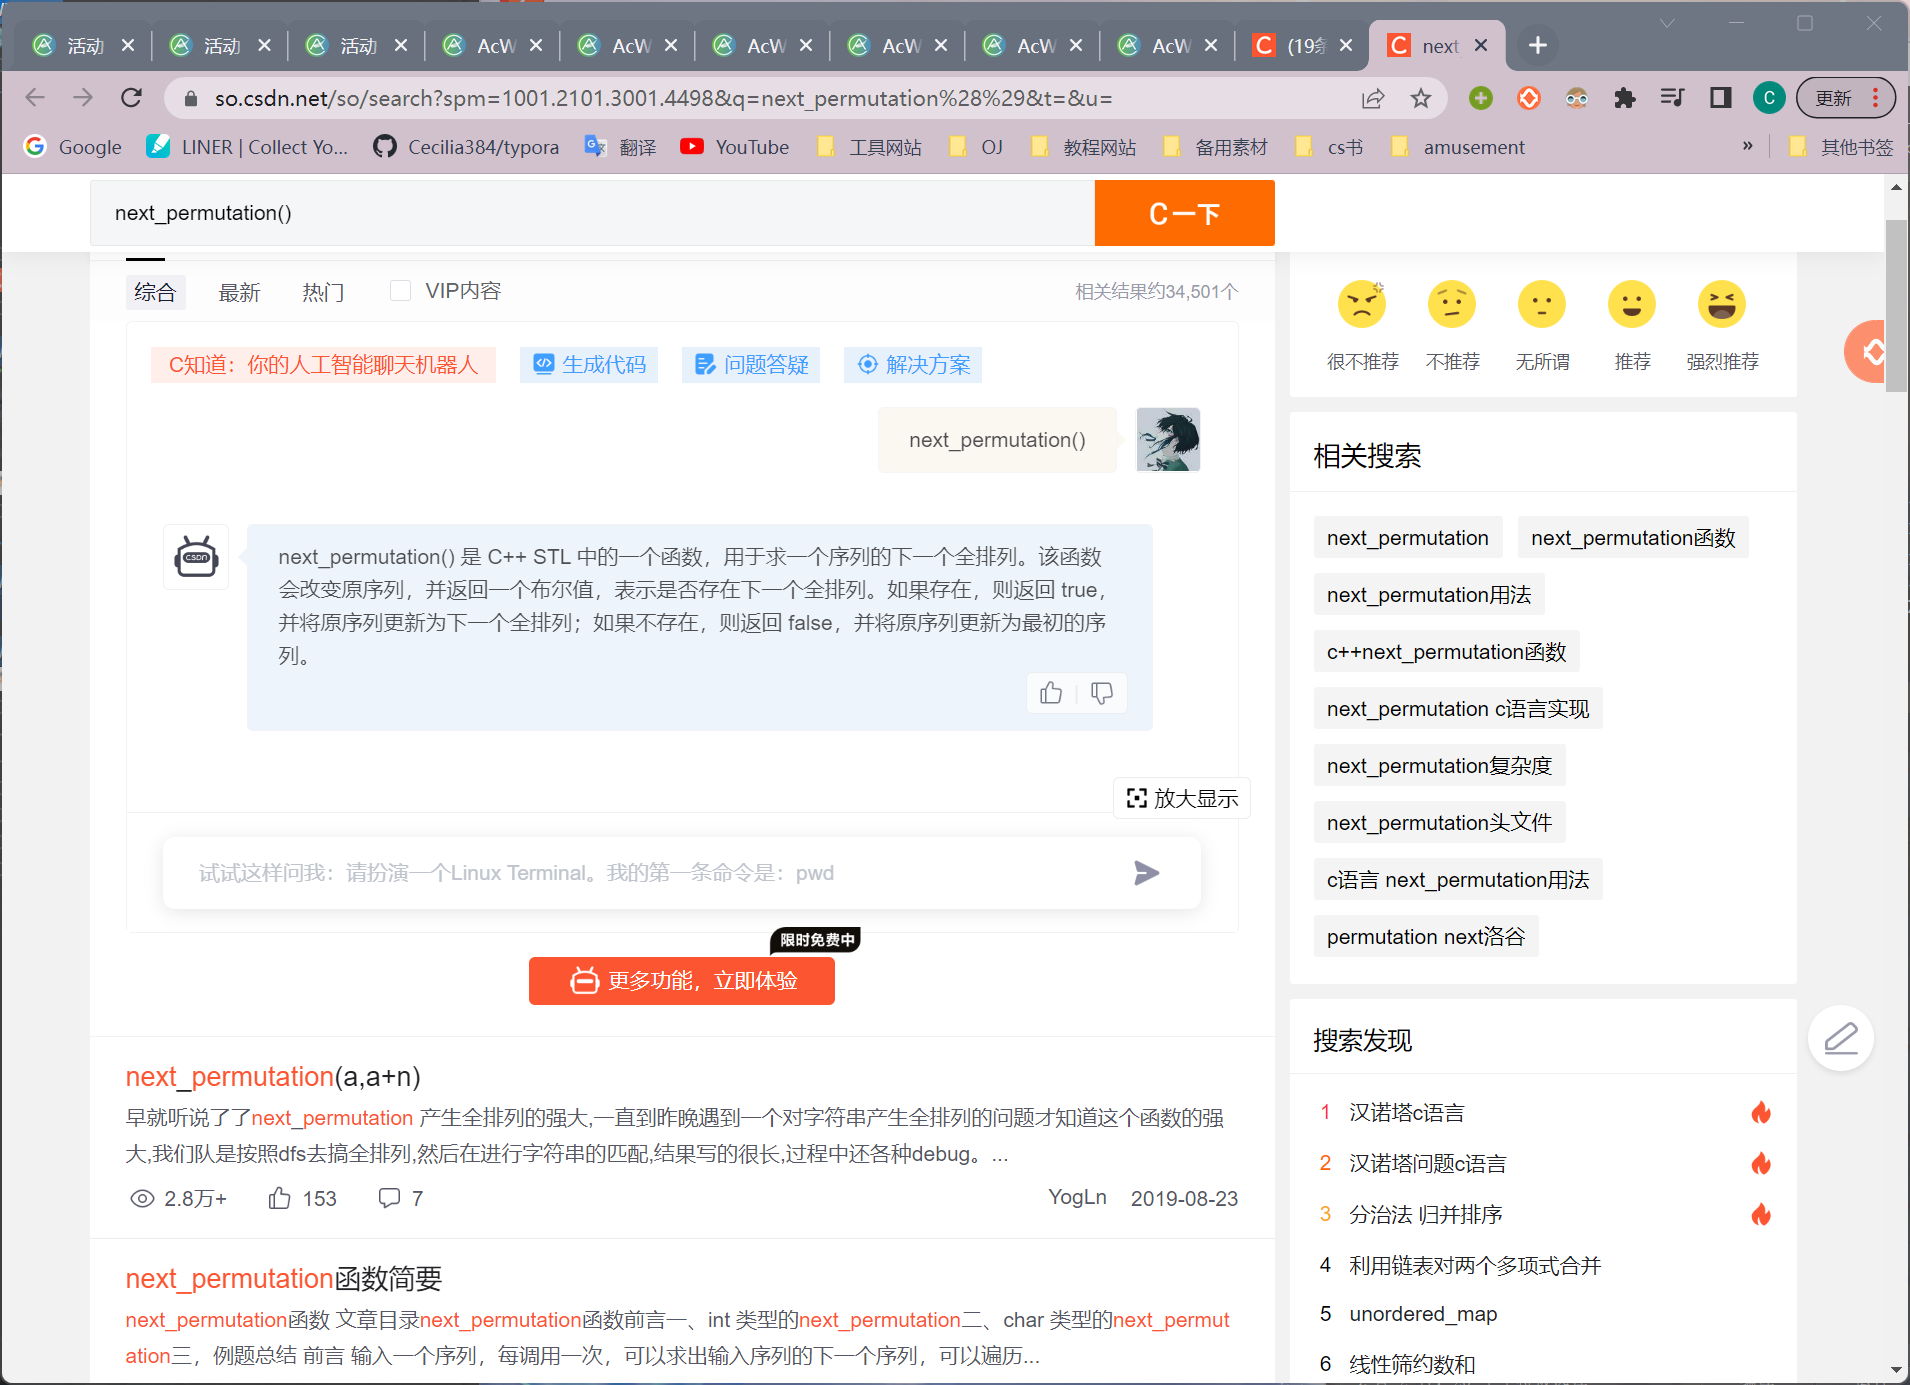 活动
活动
活动
AcW
AcW
AcW
AcW
AcW
AcW
(19条
next_
so.csdn.net/so/search?spm=1001.2101.3001.4498&q=next_permutation%28%29&t=&u=
C
更新
Google
LINER | Collect Yo...
Cecilia384/typora
翻译
YouTube
工具网站
OJ
教程网站
备用素材
cs书
amusement
»
其他书签
next_permutation()
C一下
综合
最新
热门
VIP内容
相关结果约34,501个
C知道：你的人工智能聊天机器人
生成代码
问题答疑
解决方案
next_permutation()
CSDN
next_permutation() 是 C++ STL 中的一个函数，用于求一个序列的下一个全排列。该函数
会改变原序列，并返回一个布尔值，表示是否存在下一个全排列。如果存在，则返回 true，
并将原序列更新为下一个全排列；如果不存在，则返回 false，并将原序列更新为最初的序
列。
放大显示
试试这样问我：请扮演一个Linux Terminal。我的第一条命令是：pwd
限时免费中
更多功能，立即体验
next_permutation(a,a+n)
早就听说了了next_permutation 产生全排列的强大,一直到昨晚遇到一个对字符串产生全排列的问题才知道这个函数的强
大,我们队是按照dfs去搞全排列,然后在进行字符串的匹配,结果写的很长,过程中还各种debug。...
2.8万+
153
7
YogLn
2019-08-23
next_permutation函数简要
next_permutation函数 文章目录next_permutation函数前言一、int 类型的next_permutation二、char 类型的next_permut
ation三，例题总结 前言 输入一个序列，每调用一次，可以求出输入序列的下一个序列，可以遍历...
很不推荐
不推荐
无所谓
推荐
强烈推荐
相关搜索
next_permutation
next_permutation函数
next_permutation用法
c++next_permutation函数
next_permutation c语言实现
next_permutation复杂度
next_permutation头文件
c语言 next_permutation用法
permutation next洛谷
搜索发现
1 汉诺塔c语言
2 汉诺塔问题c语言
3 分治法 归并排序
4 利用链表对两个多项式合并
5 unordered_map
6 线性筛约数和